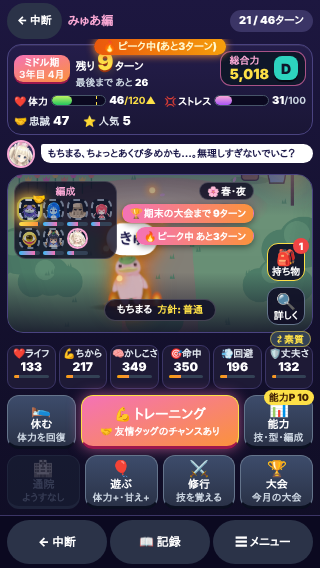 ← 中断
みゅあ編
21 / 46ターン
🔥 ピーク中(あと3ターン)
ミドル期
3年目 4月
残り 9 ターン
最後まで あと 26
総合力
5,018
D
❤️ 体力 46/120▲
💢 ストレス 31/100
🤝 忠誠 47
⭐ 人気 5
もちまる、ちょっとあくび多めかも…。無理しすぎないでいこ?
編成
🌸 春・夜
🏆 期末の大会まで 9ターン
🔥 ピーク中 あと3ターン
1
🎒
持ち物
🔍
詳しく
もちまる 方針: 普通
素質
❤️ライフ
133
💪ちから
217
🧠かしこさ
349
🎯命中
350
回避
196
🛡️丈夫さ
132
能力P 10
🛌
休む
体力を回復
💪 トレーニング
🤝 友情タッグのチャンスあり
📊
能力
技・型・編成
🏥
通院
ようすなし
🎈
遊ぶ
体力+・甘え+
⚔️
修行
技を覚える
🏆
大会
今月の大会
← 中断
📖 記録
☰ メニュー